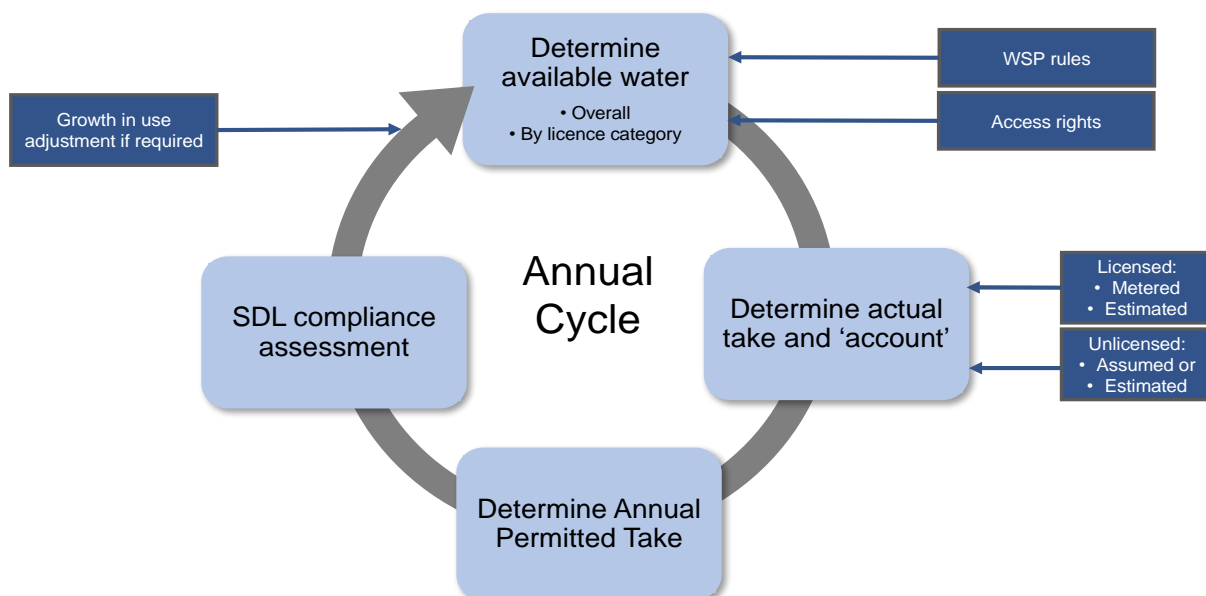 Determine
available water
• Overall
• By licence category
WSP rules
Access rights
Growth in use
adjustment if required
Annual
Cycle
SDL compliance
assessment
Determine actual
take and ‘account’
Licensed:
• Metered
• Estimated
Unlicensed:
• Assumed or
• Estimated
Determine Annual
Permitted Take